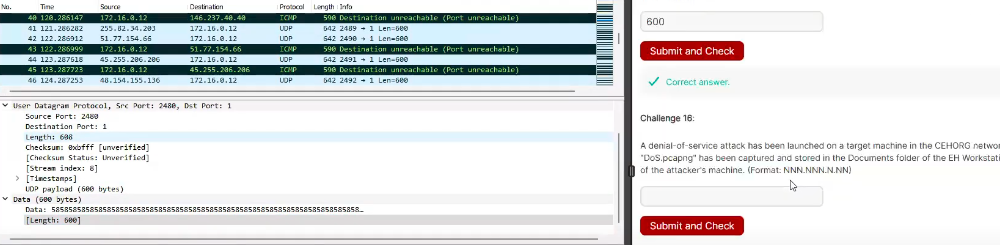 No. Time Source Destination Protocol Length Info
40 120.286147 172.16.0.12 146.237.40.40 ICMP 590 Destination unreachable (Port unreachable)
41 121.286282 255.82.34.203 172.16.0.12 UDP 642 2489 → 1 Len=600
42 122.286912 51.77.154.66 172.16.0.12 UDP 642 2490 → 1 Len=600
43 122.286999 172.16.0.12 51.77.154.66 ICMP 590 Destination unreachable (Port unreachable)
44 123.287618 45.255.206.206 172.16.0.12 UDP 642 2491 → 1 Len=600
45 123.287723 172.16.0.12 45.255.206.206 ICMP 590 Destination unreachable (Port unreachable)
46 124.287253 48.154.155.136 172.16.0.12 UDP 642 2492 → 1 Len=600
User Datagram Protocol, Src Port: 2480, Dst Port: 1
Source Port: 2480
Destination Port: 1
Length: 608
Checksum: 0xbfff [unverified]
[Checksum Status: Unverified]
[Stream index: 8]
[Timestamps]
UDP payload (600 bytes)
Data (600 bytes)
[Length: 600]
600
Submit and Check
Correct answer.
Challenge 16:
A denial-of-service attack has been launched on a target machine in the CEHORG netwo
"DoS.pcapng" has been captured and stored in the Documents folder of the EH Workstati
of the attacker's machine. (Format: NNN.NNN.N.NN)
Submit and Check